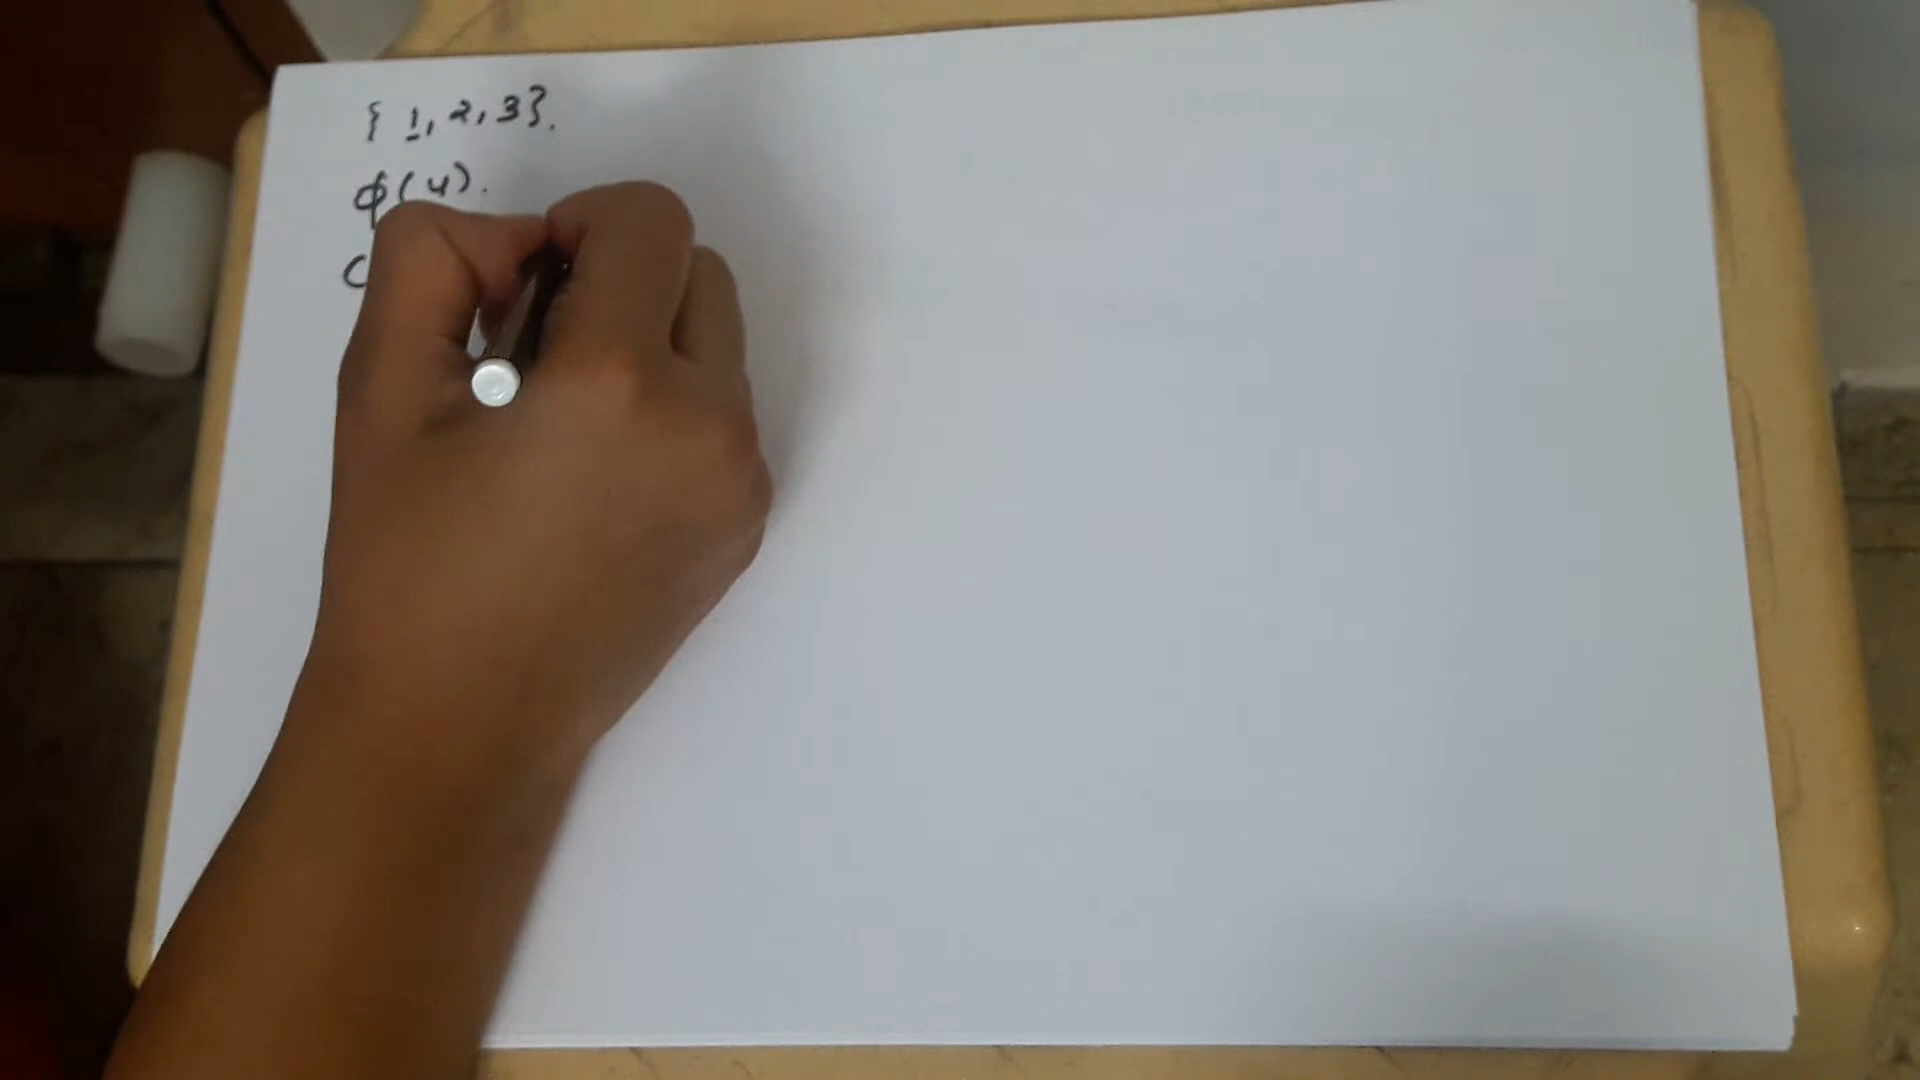 { 1, 2, 3}.
ϕ(4).
(